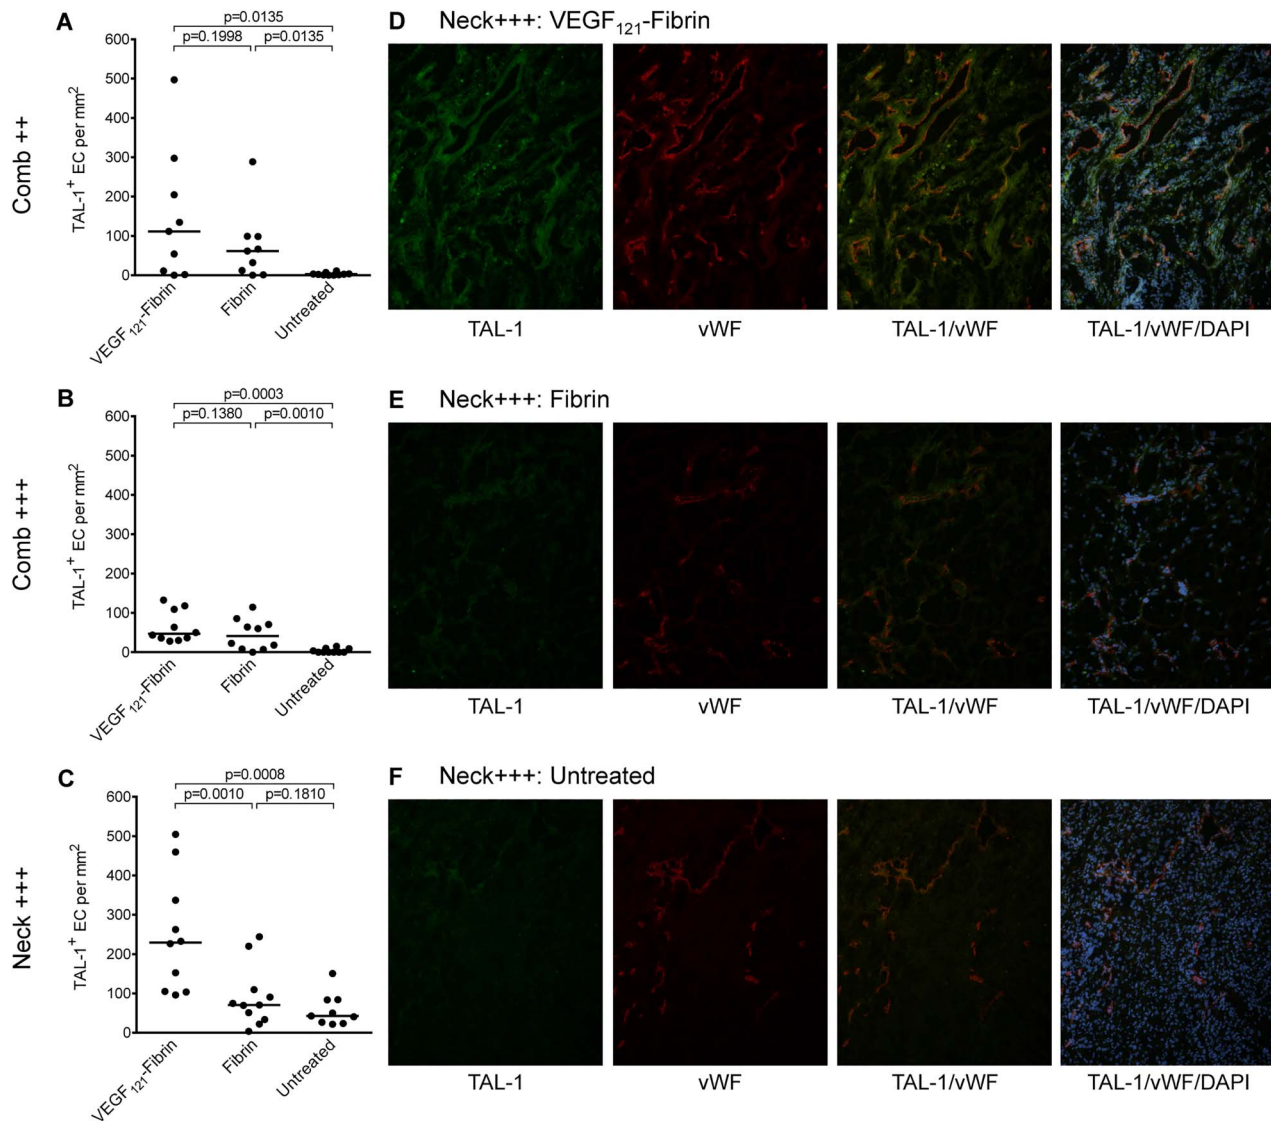 A
p=0.0135
p=0.1998 p=0.0135
Comb ++
TAL-1+ EC per mm2
600
500
400
300
200
100
0
VEGF121-Fibrin
Fibrin
Untreated
D Neck+++: VEGF121-Fibrin
TAL-1 vWF TAL-1/vWF TAL-1/vWF/DAPI
B
p=0.0003
p=0.1380 p=0.0010
Comb +++
TAL-1+ EC per mm2
600
500
400
300
200
100
0
VEGF121-Fibrin
Fibrin
Untreated
E Neck+++: Fibrin
TAL-1 vWF TAL-1/vWF TAL-1/vWF/DAPI
C
p=0.0008
p=0.0010 p=0.1810
Neck +++
TAL-1+ EC per mm2
600
500
400
300
200
100
0
VEGF121-Fibrin
Fibrin
Untreated
F Neck+++: Untreated
TAL-1 vWF TAL-1/vWF TAL-1/vWF/DAPI